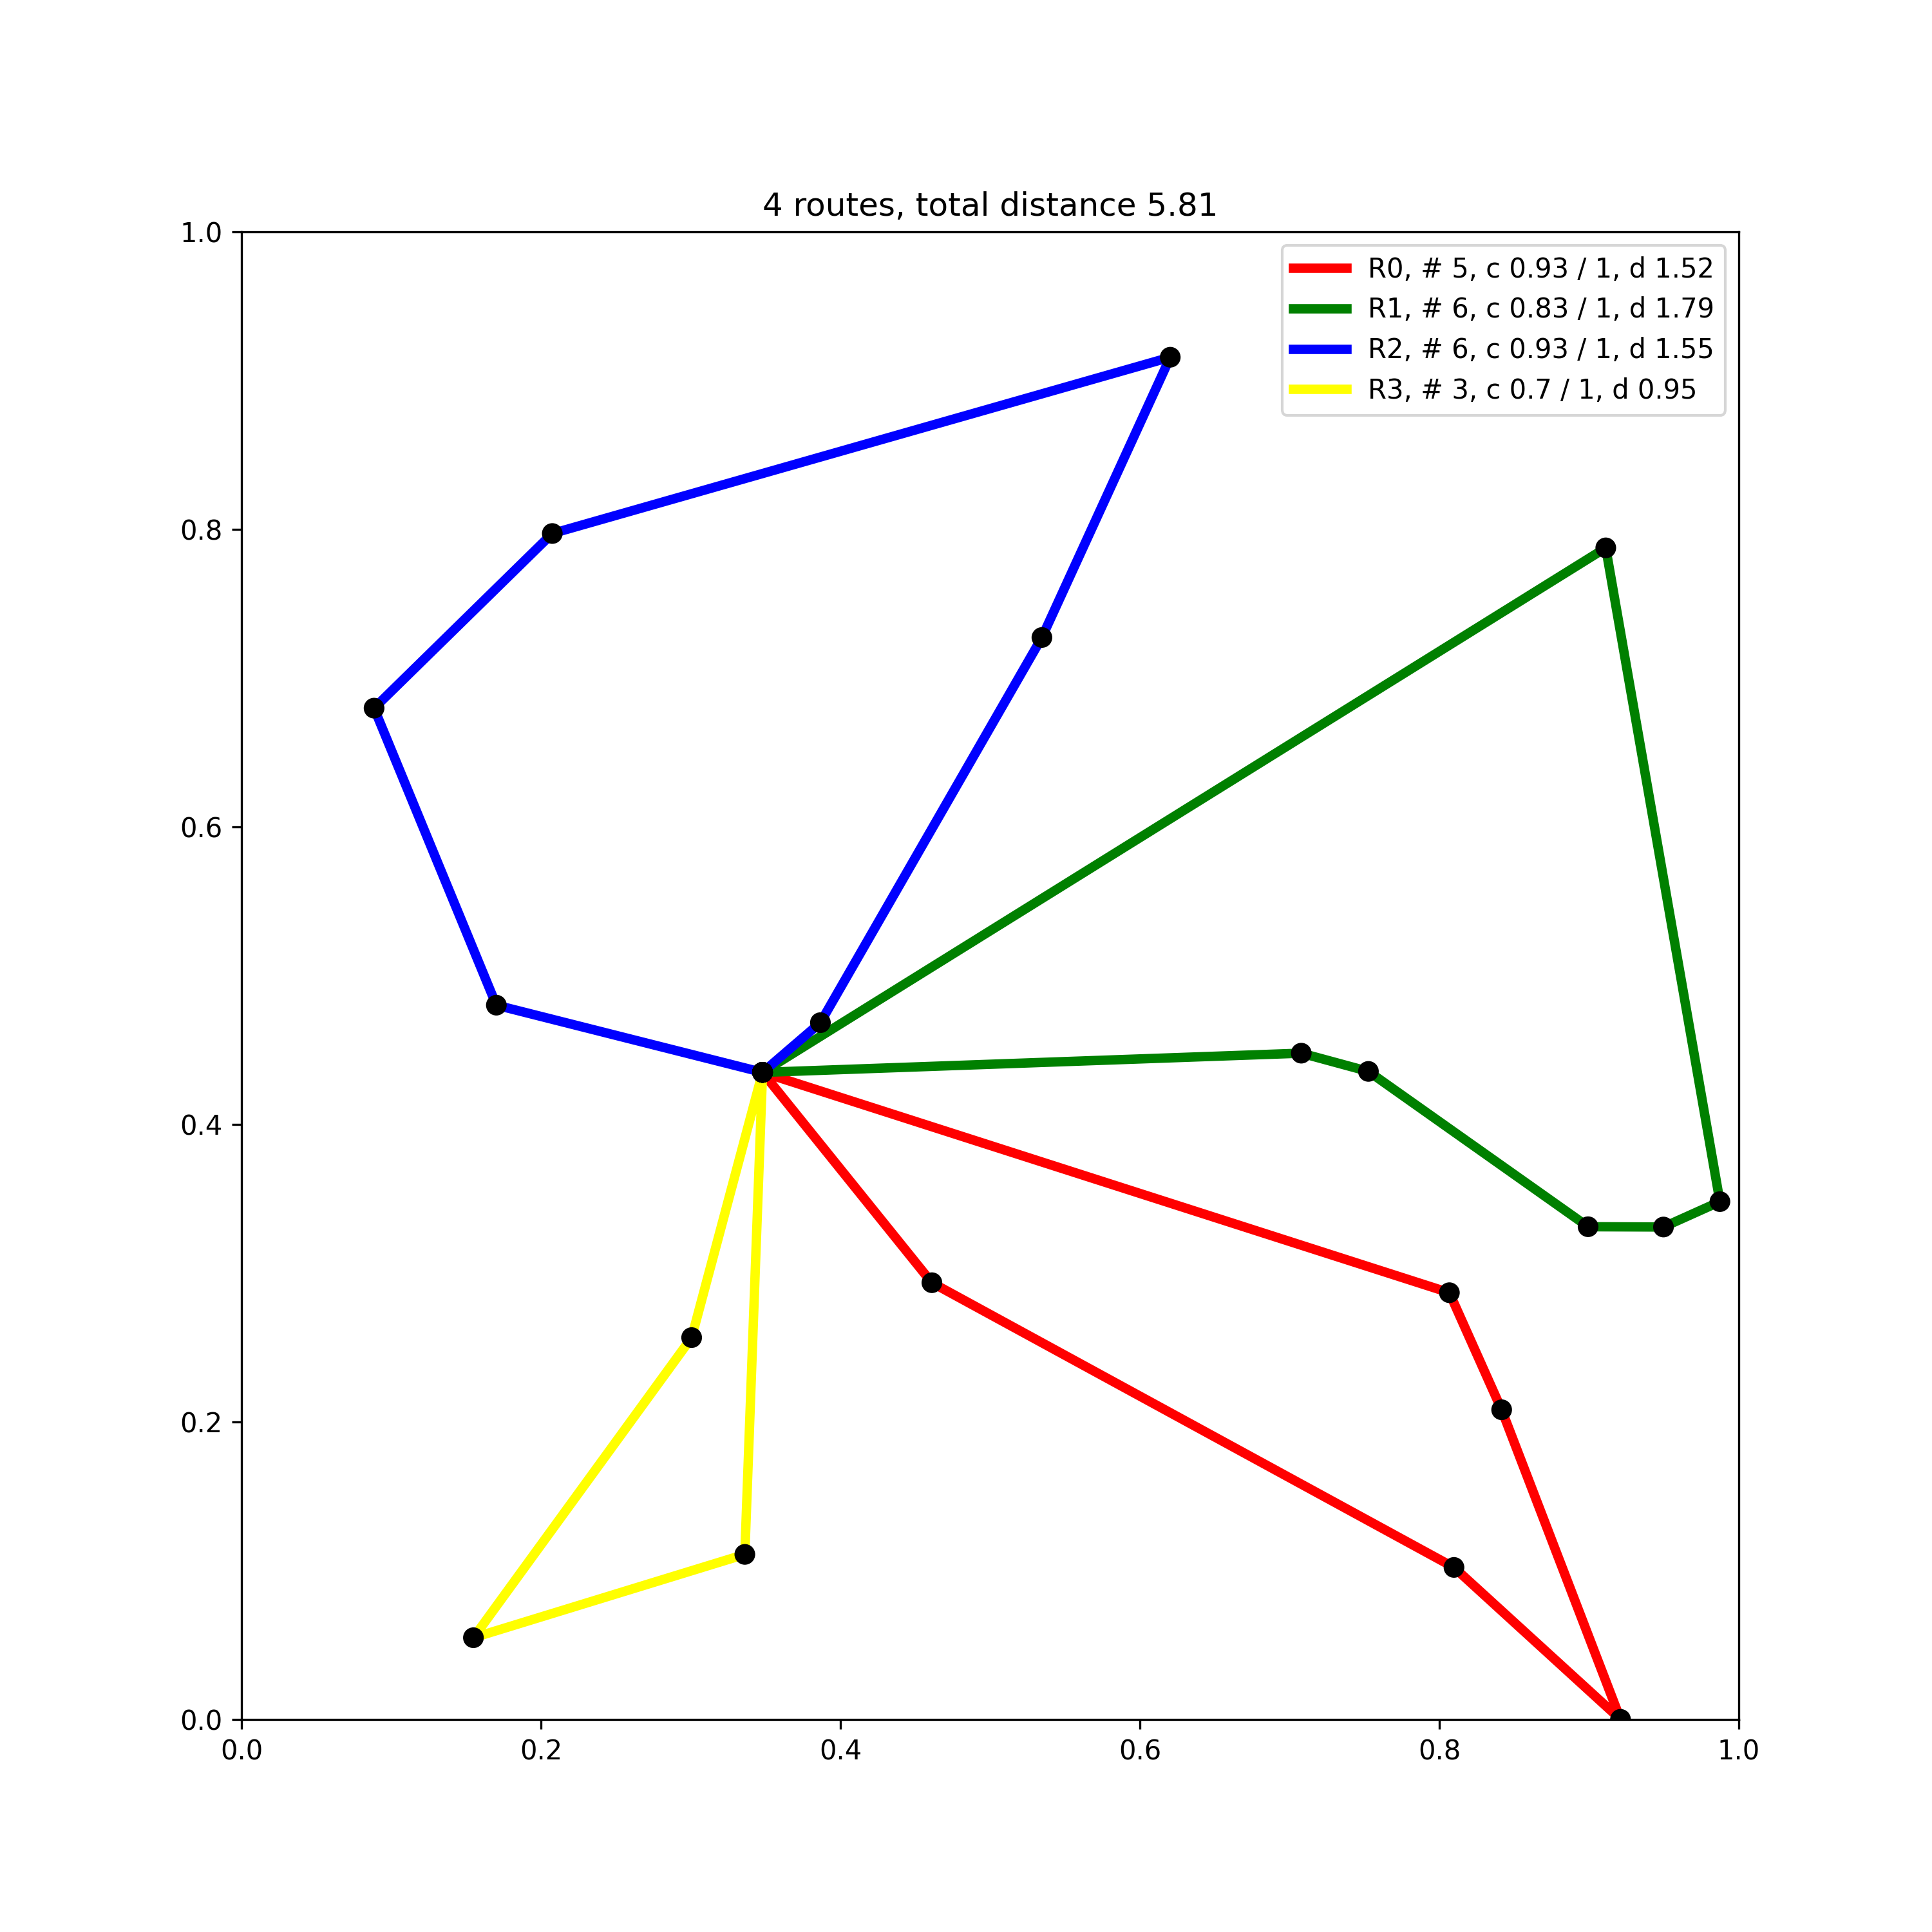 4 routes, total distance 5.81
R0, # 5, c 0.93 / 1, d 1.52
R1, # 6, c 0.83 / 1, d 1.79
R2, # 6, c 0.93 / 1, d 1.55
R3, # 3, c 0.7 / 1, d 0.95
1.0
0.8
0.6
0.4
0.2
0.0
0.0 0.2 0.4 0.6 0.8 1.0